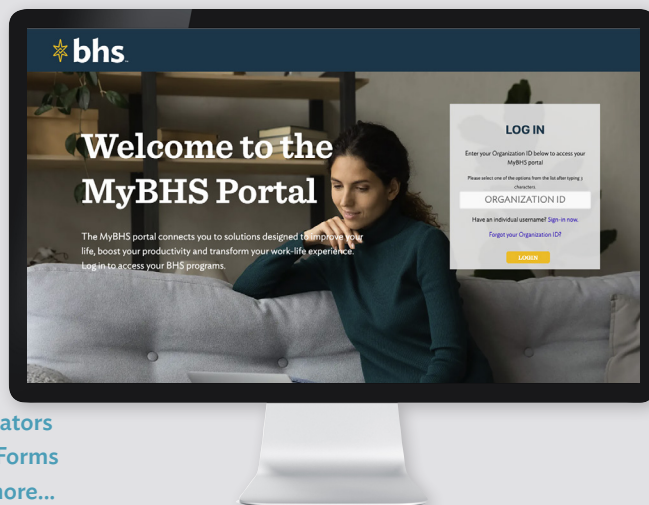 bhs
Welcome to the
MyBHS Portal
The MyBHS portal connects you to solutions designed to improve your
life, boost your productivity and transform your work-life experience.
Log in to access your BHS programs.
LOG IN
Enter your Organization ID below to access your
MyBHS portal
Please select one of the options from the list after typing 3
characters.
ORGANIZATION ID
Have an individual username? Sign-in now.
Forgot your Organization ID?
LOGIN
ators
Forms
more...